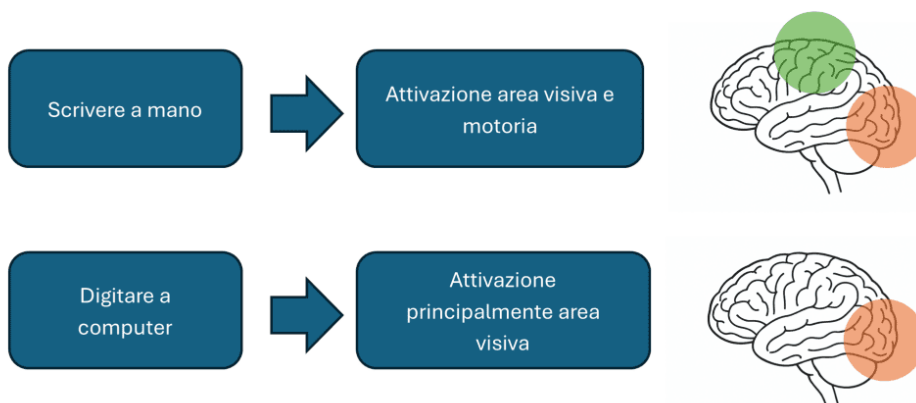 Scrivere a mano
Attivazione area visiva e
motoria
Digitare a
computer
Attivazione
principalmente area
visiva